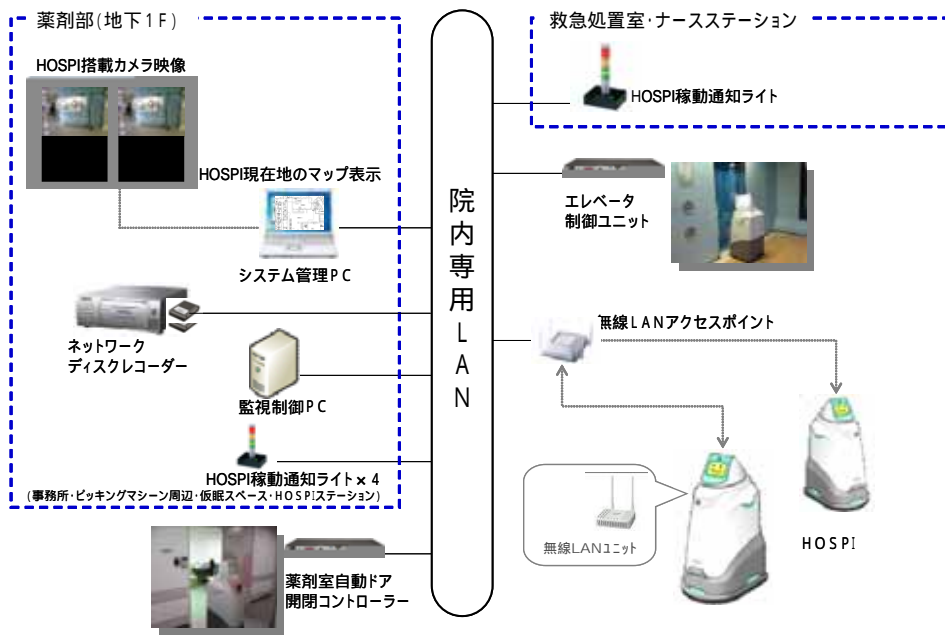 薬剤部(地下1F)
HOSPI搭載カメラ映像
HOSPI現在地のマップ表示
システム管理PC
ネットワーク
ディスクレコーダー
監視制御PC
HOSPI稼動通知ライト×4
(事務所・ピッキングマシーン周辺・仮眠スペース・HOSPIステーション)
薬剤室自動ドア
開閉コントローラー
院内専用LAN
救急処置室・ナースステーション
HOSPI稼動通知ライト
エレベータ
制御ユニット
無線LANアクセスポイント
無線LANユニット
HOSPI